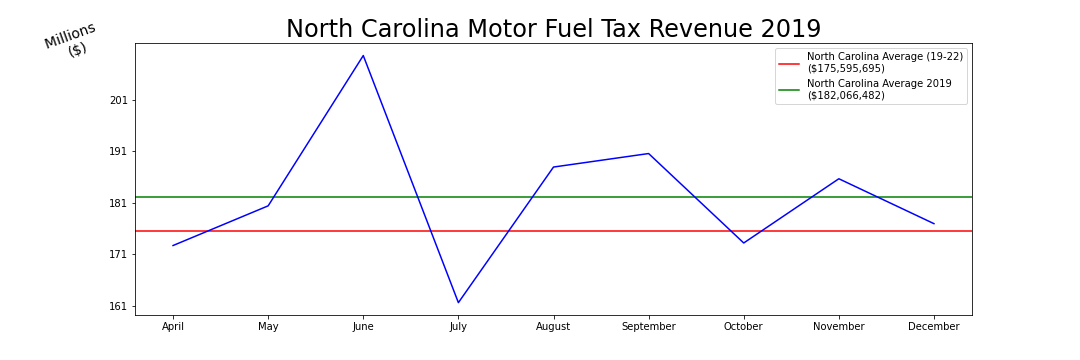 North Carolina Motor Fuel Tax Revenue 2019
Millions
($)
North Carolina Average (19-22)
($175,595,695)
North Carolina Average 2019
($182,066,482)
201
191
181
171
161
April May June July August September October November December